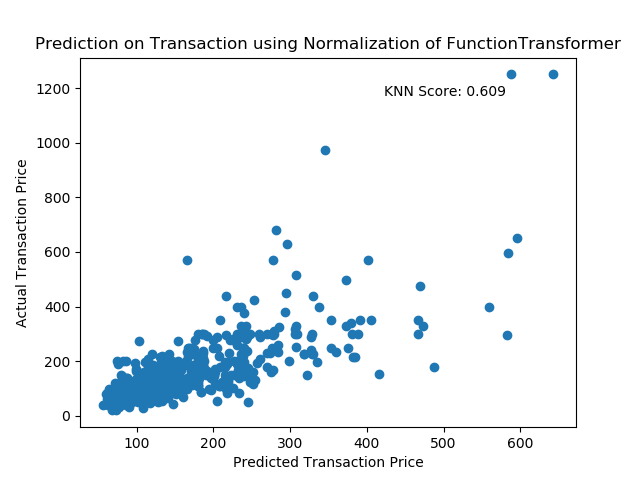 Prediction on Transaction using Normalization of FunctionTransformer
KNN Score: 0.609
Actual Transaction Price
1200
1000
800
600
400
200
0
100 200 300 400 500 600
Predicted Transaction Price